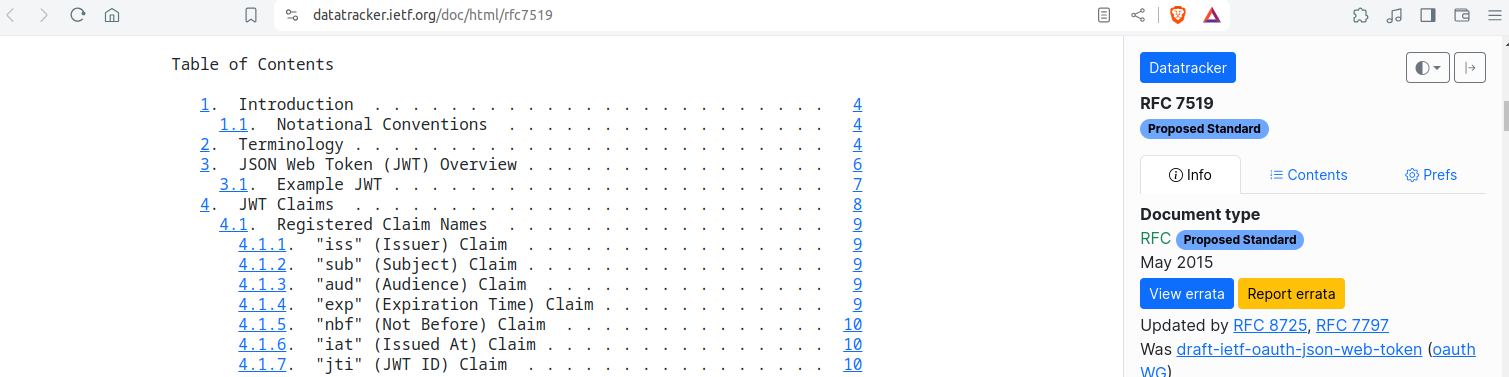 datatracker.ietf.org/doc/html/rfc7519
Table of Contents
1. Introduction . . . . . . . . . . . . . . . . . . . . . . . . 4
1.1. Notational Conventions . . . . . . . . . . . . . . . . . 4
2. Terminology . . . . . . . . . . . . . . . . . . . . . . . . . 4
3. JSON Web Token (JWT) Overview . . . . . . . . . . . . . . . . 6
3.1. Example JWT . . . . . . . . . . . . . . . . . . . . . . . 7
4. JWT Claims . . . . . . . . . . . . . . . . . . . . . . . . . 8
4.1. Registered Claim Names . . . . . . . . . . . . . . . . . 9
4.1.1. "iss" (Issuer) Claim . . . . . . . . . . . . . . . . 9
4.1.2. "sub" (Subject) Claim . . . . . . . . . . . . . . . . 9
4.1.3. "aud" (Audience) Claim . . . . . . . . . . . . . . . 9
4.1.4. "exp" (Expiration Time) Claim . . . . . . . . . . . . 9
4.1.5. "nbf" (Not Before) Claim . . . . . . . . . . . . . . 10
4.1.6. "iat" (Issued At) Claim . . . . . . . . . . . . . . . 10
4.1.7. "jti" (JWT ID) Claim . . . . . . . . . . . . . . . . 10
Datatracker
RFC 7519
Proposed Standard
Info Contents Prefs
Document type
RFC Proposed Standard
May 2015
View errata Report errata
Updated by RFC 8725, RFC 7797
Was draft-ietf-oauth-json-web-token (oauth
WG)